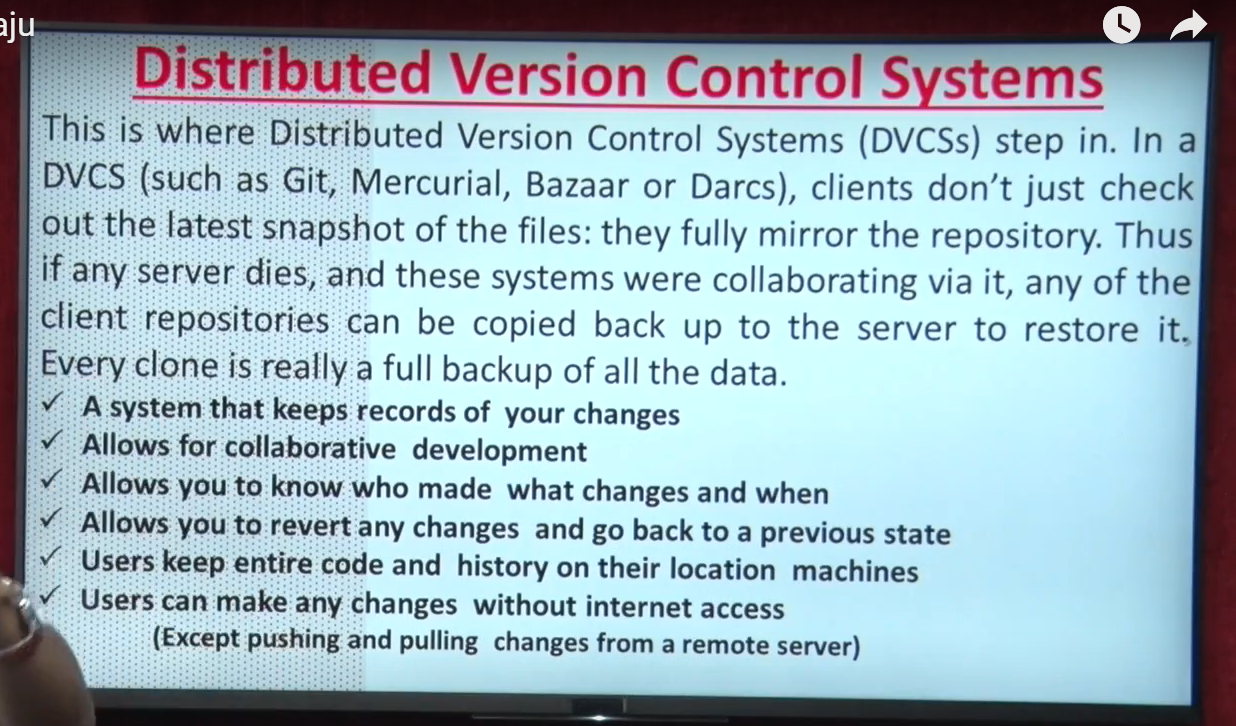 aju
Distributed Version Control Systems
This is where Distributed Version Control Systems (DVCSs) step in. In a
DVCS (such as Git, Mercurial, Bazaar or Darcs), clients don't just check
out the latest snapshot of the files: they fully mirror the repository. Thus
if any server dies, and these systems were collaborating via it, any of the
client repositories can be copied back up to the server to restore it.
Every clone is really a full backup of all the data.
✓ A system that keeps records of your changes
✓ Allows for collaborative development
✓ Allows you to know who made what changes and when
✓ Allows you to revert any changes and go back to a previous state
✓ Users keep entire code and history on their location machines
✓ Users can make any changes without internet access
(Except pushing and pulling changes from a remote server)